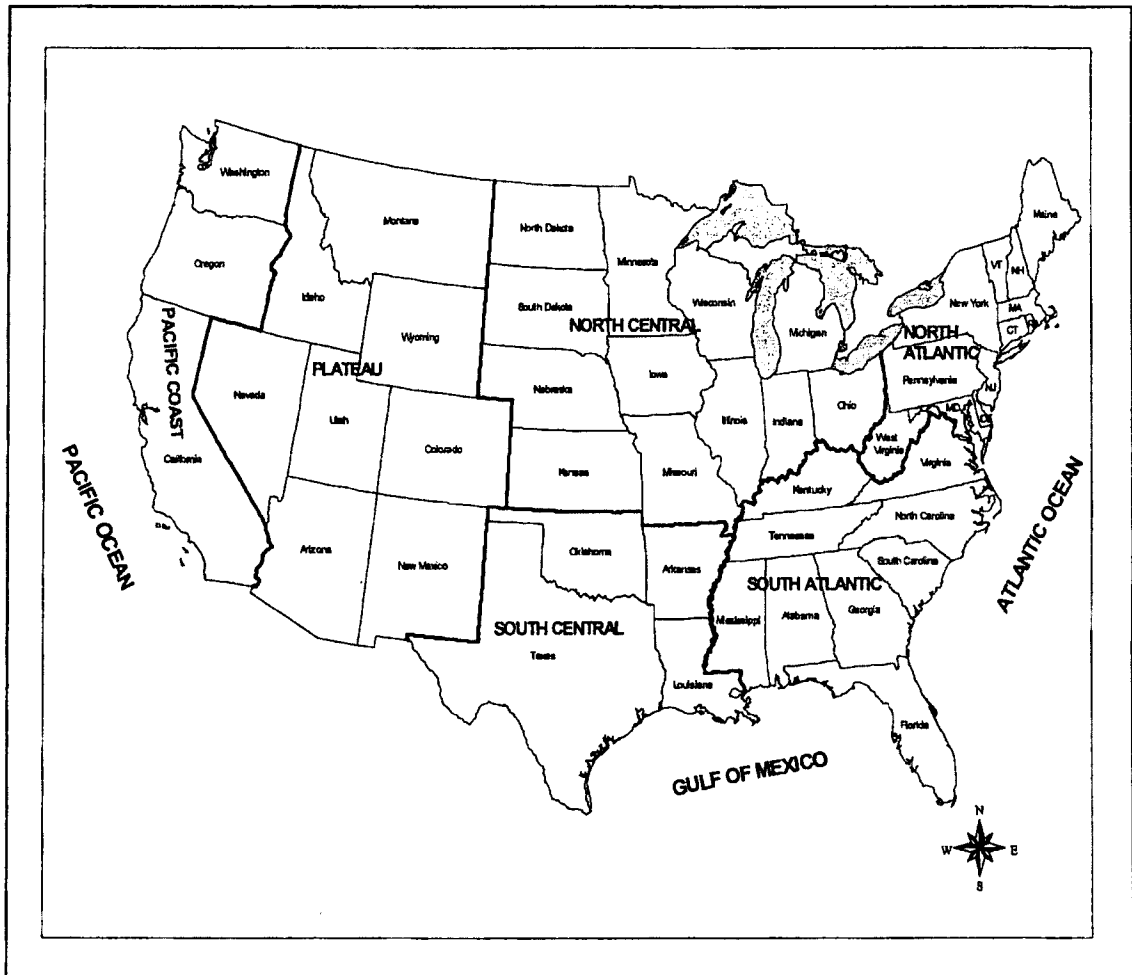 Washington
Montana
North Dakota
Minnesota
Maine
VT
NH
Oregon
Idaho
South Dakota
Wisconsin
Michigan
New York
MA
CT
RI
PACIFIC COAST
Wyoming
NORTH CENTRAL
NORTH
ATLANTIC
PLATEAU
Nevada
Utah
Nebraska
Iowa
Pennsylvania
NJ
MD
Illinois
Indiana
Ohio
West
Virginia
Virginia
California
Colorado
Kansas
Missouri
Kentucky
PACIFIC OCEAN
ATLANTIC OCEAN
North Carolina
Tennessee
Arizona
New Mexico
Oklahoma
Arkansas
South Carolina
SOUTH ATLANTIC
Mississippi
Alabama
Georgia
SOUTH CENTRAL
Texas
Louisiana
Florida
GULF OF MEXICO
N
W
E
S